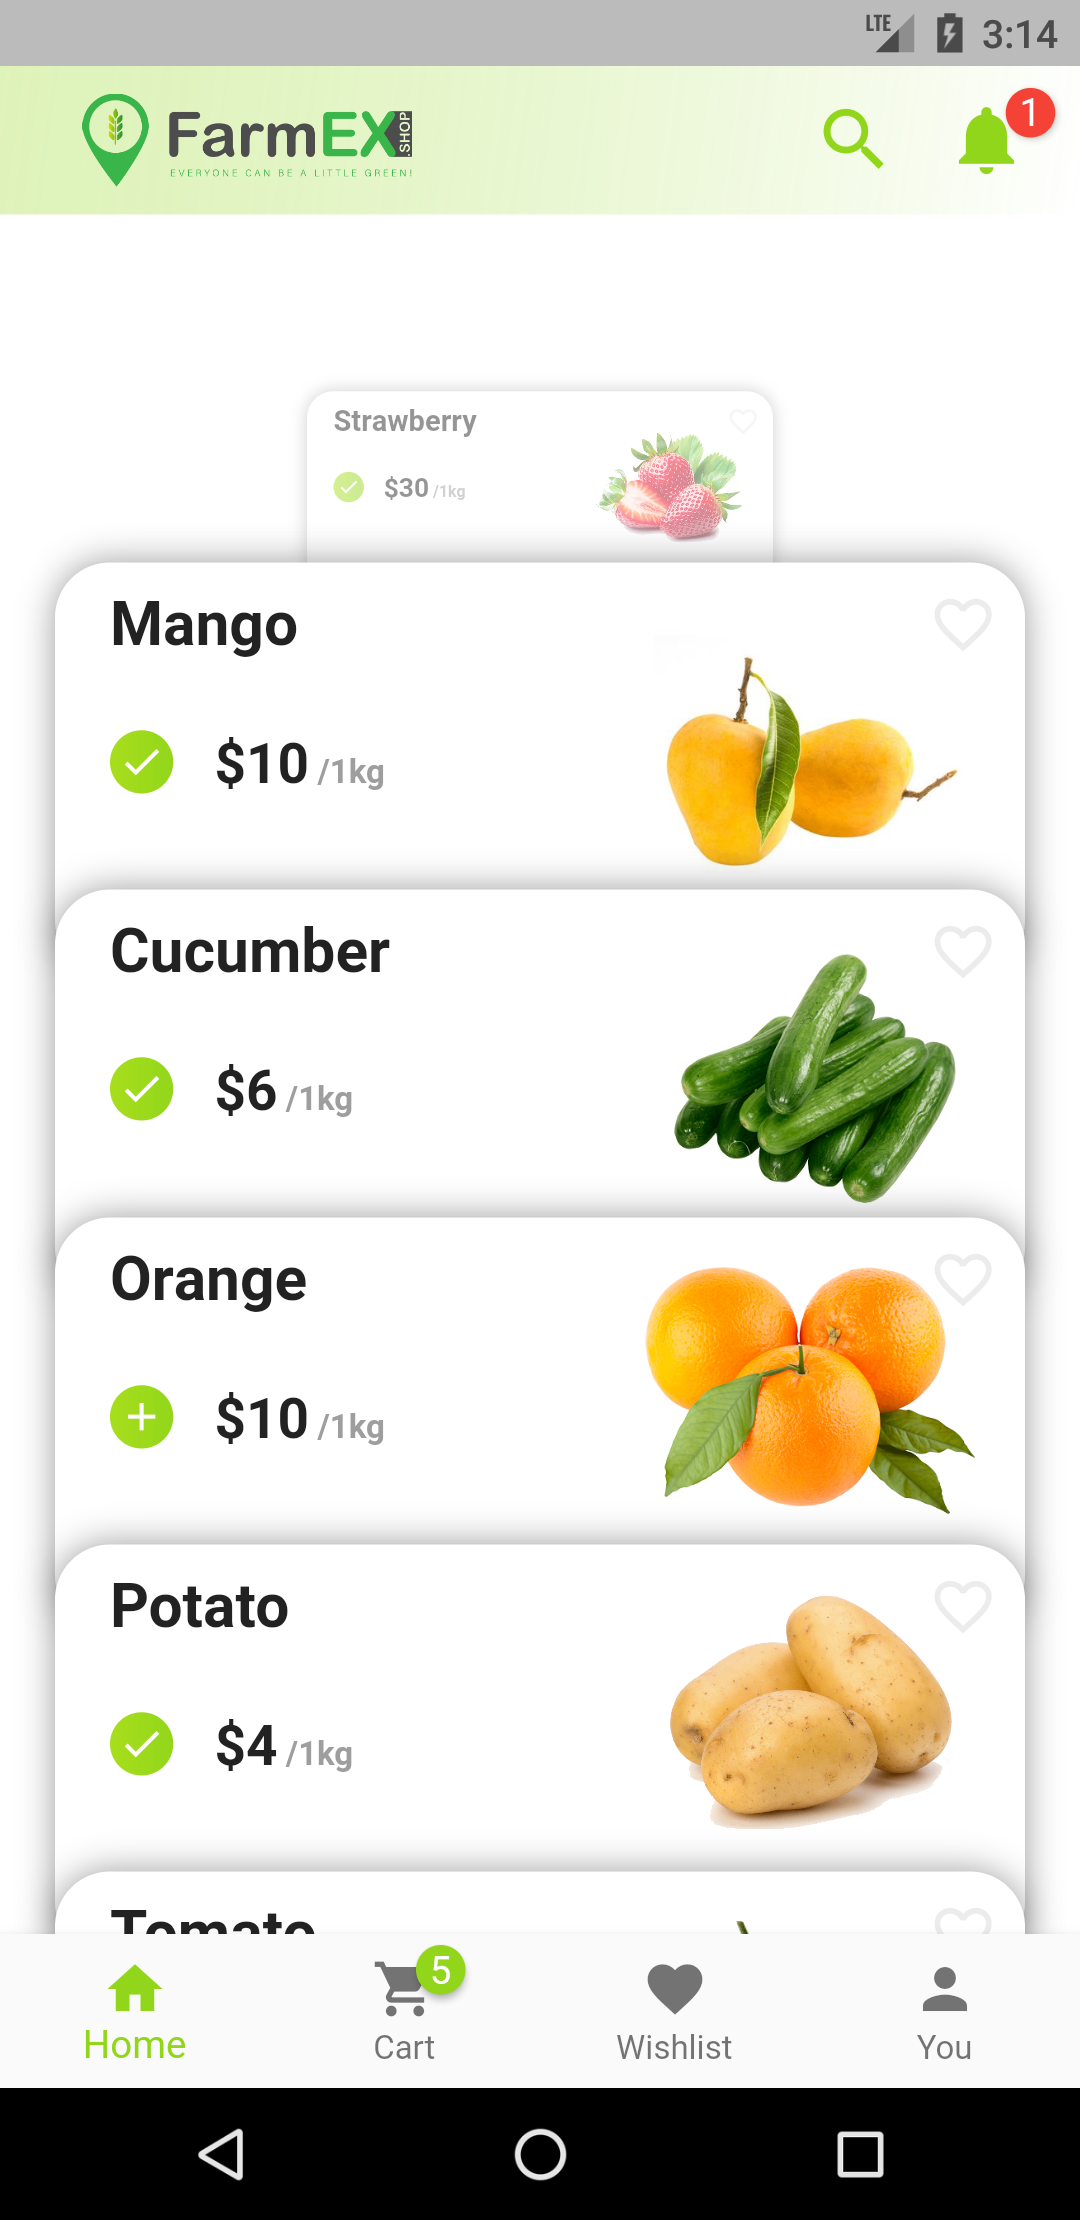 LTE 3:14
FarmEX .SHOP
EVERYONE CAN BE A LITTLE GREEN!
1
Strawberry
$30 /1kg
Mango
$10 /1kg
Cucumber
$6 /1kg
Orange
$10 /1kg
Potato
$4 /1kg
Tomato
5
Home Cart Wishlist You